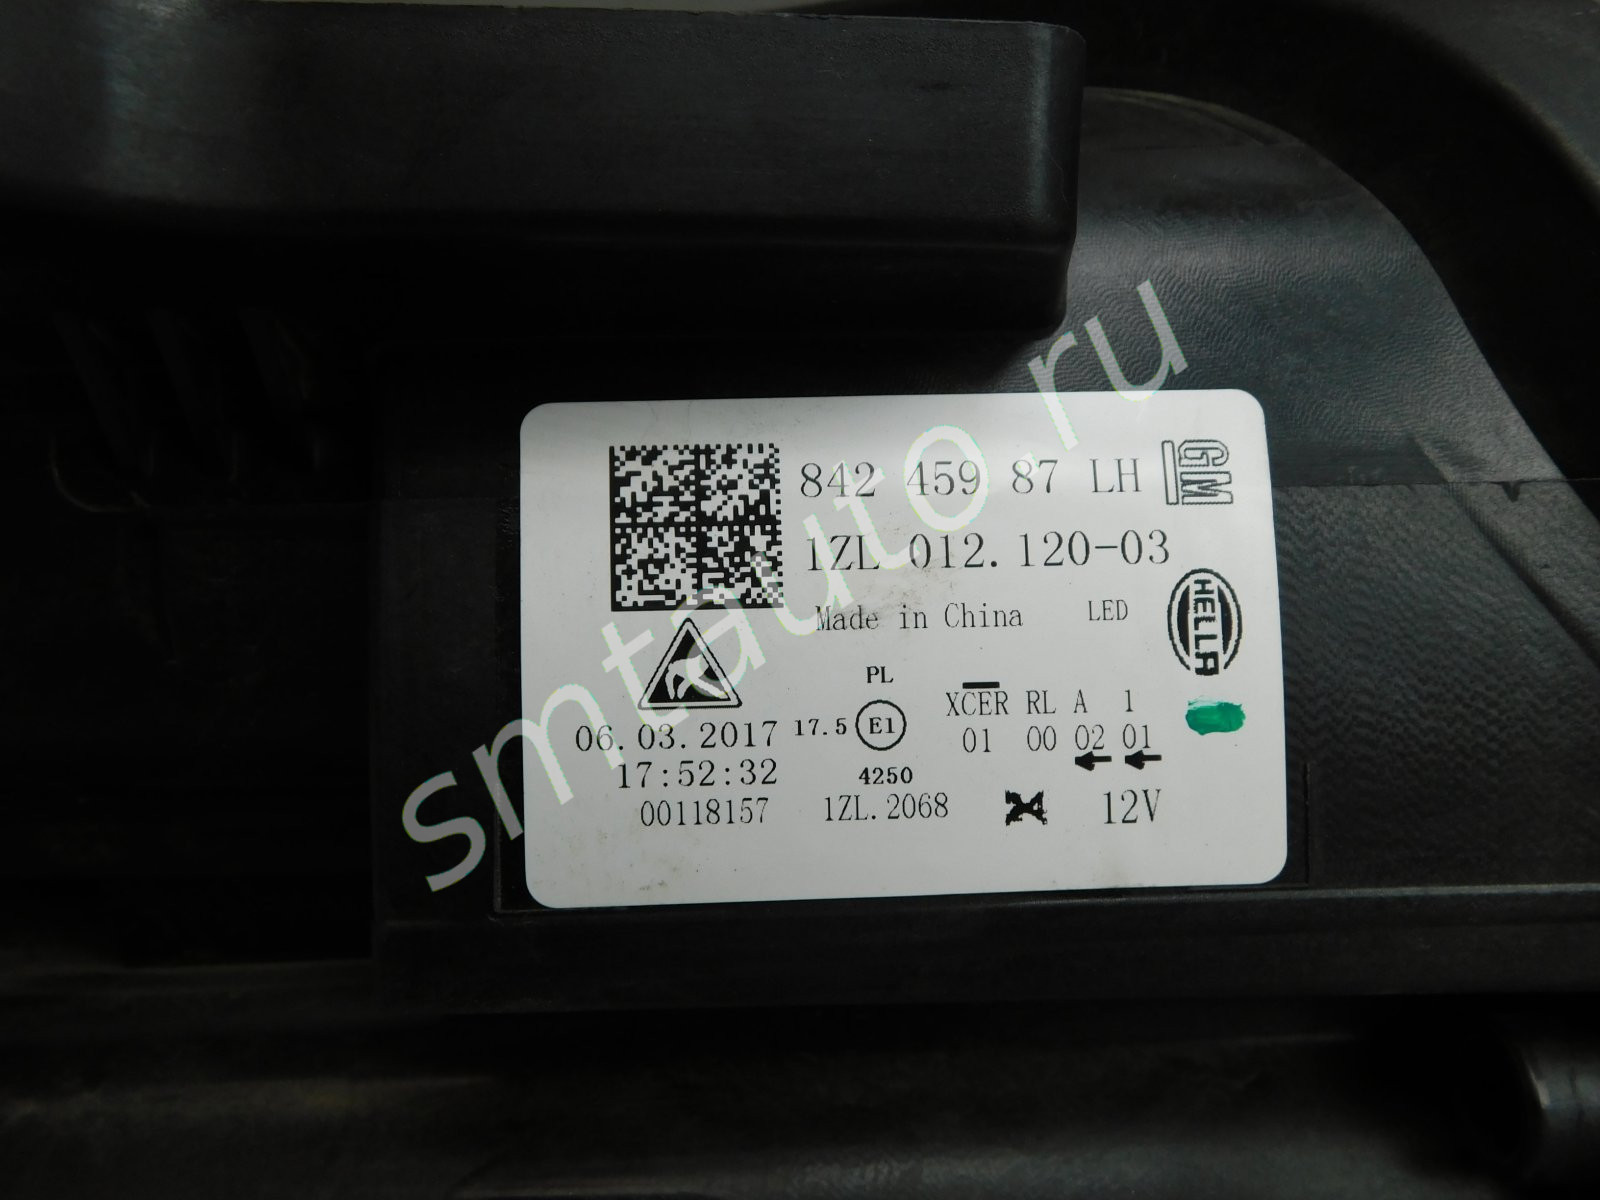 842 459 87 LH GM
1ZL 012.120-03
Made in China LED HELLA
PL
XCER RL A 1
06.03.2017 17.5 E1 01 00 02 01
17:52:32 4250
00118157 1ZL.2068 12V
smtauto.ru